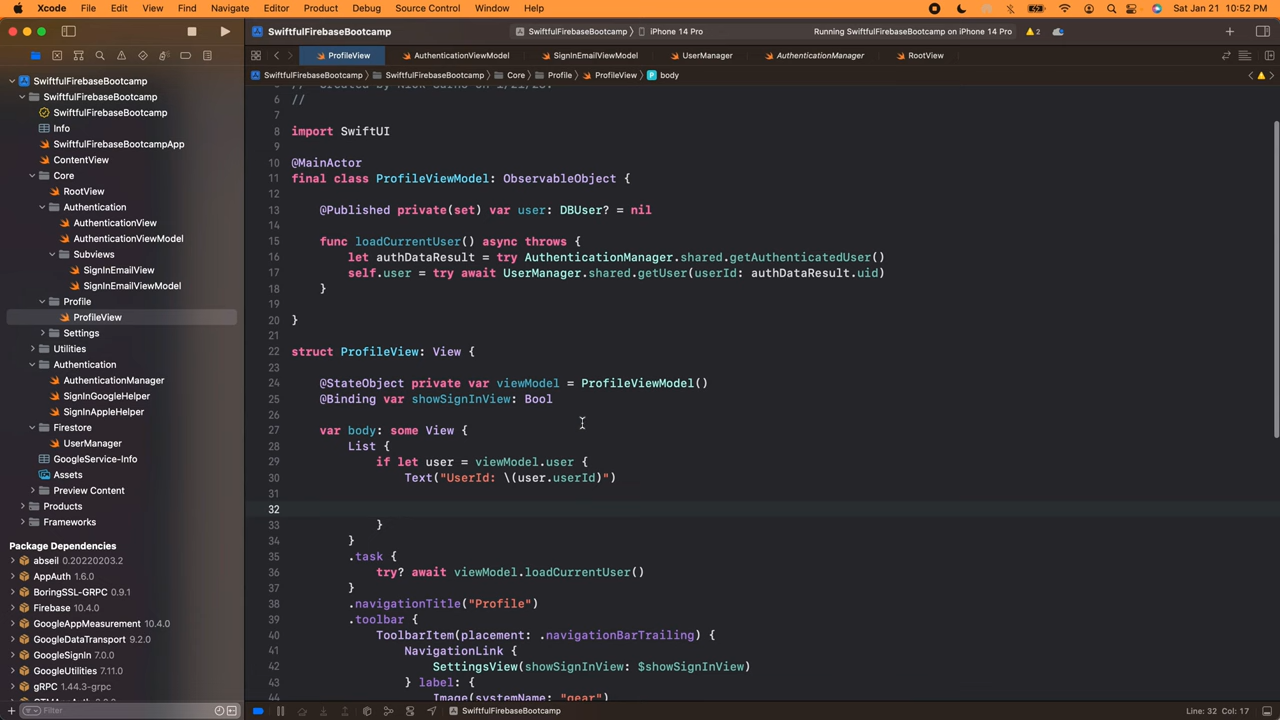 Xcode File Edit View Find Navigate Editor Product Debug Source Control Window Help Sat Jan 21 10:52 PM
SwiftfulFirebaseBootcamp SwiftfulFirebaseBootcamp iPhone 14 Pro Running SwiftfulFirebaseBootcamp on iPhone 14 Pro 2
ProfileView AuthenticationViewModel SignInEmailViewModel UserManager AuthenticationManager RootView
SwiftfulFirebaseBootcamp SwiftfulFirebaseBootcamp Core Profile ProfileView body
SwiftfulFirebaseBootcamp
SwiftfulFirebaseBootcamp
SwiftfulFirebaseBootcamp
Info
SwiftfulFirebaseBootcampApp
ContentView
Core
RootView
Authentication
AuthenticationView
AuthenticationViewModel
Subviews
SignInEmailView
SignInEmailViewModel
Profile
ProfileView
Settings
Utilities
Authentication
AuthenticationManager
SignInGoogleHelper
SignInAppleHelper
Firestore
UserManager
GoogleService-Info
Assets
Preview Content
Products
Frameworks
Package Dependencies
abseil 0.20220203.2
AppAuth 1.6.0
BoringSSL-GRPC 0.9.1
Firebase 10.4.0
GoogleAppMeasurement 10.4.0
GoogleDataTransport 9.2.0
GoogleSignIn 7.0.0
GoogleUtilities 7.11.0
gRPC 1.44.3-grpc
Filter
6 //
7
8 import SwiftUI
9
10 @MainActor
11 final class ProfileViewModel: ObservableObject {
12
13 @Published private(set) var user: DBUser? = nil
14
15 func loadCurrentUser() async throws {
16 let authDataResult = try AuthenticationManager.shared.getAuthenticatedUser()
17 self.user = try await UserManager.shared.getUser(userId: authDataResult.uid)
18 }
19
20 }
21
22 struct ProfileView: View {
23
24 @StateObject private var viewModel = ProfileViewModel()
25 @Binding var showSignInView: Bool
26
27 var body: some View {
28 List {
29 if let user = viewModel.user {
30 Text("UserId: \(user.userId)")
31
32
33 }
34 }
35 .task {
36 try? await viewModel.loadCurrentUser()
37 }
38 .navigationTitle("Profile")
39 .toolbar {
40 ToolbarItem(placement: .navigationBarTrailing) {
41 NavigationLink {
42 SettingsView(showSignInView: $showSignInView)
43 } label: {
44 Image(systemName: "gear")
SwiftfulFirebaseBootcamp Line: 32 Col: 17